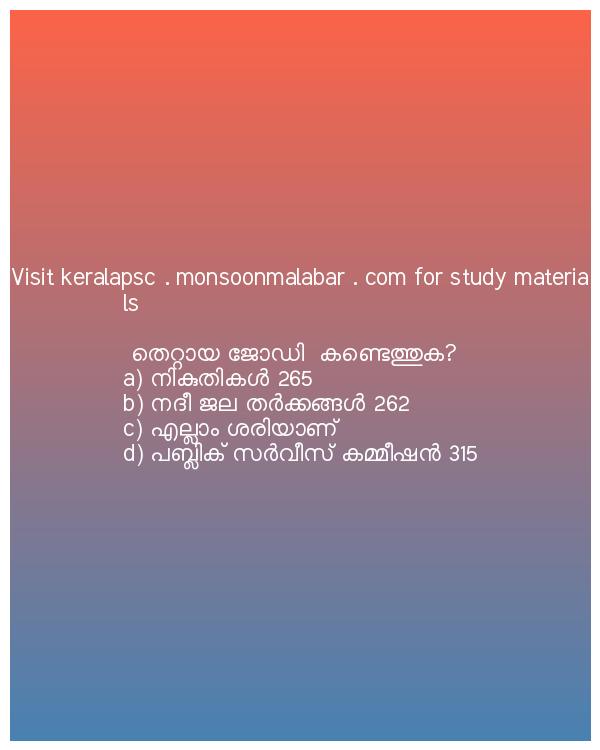 Visit keralapsc . monsoonmalabar . com for study materia
ls
തെറ്റായ ജോഡി കണ്ടെത്തുക?
a) നികുതികൾ 265
b) നദീ ജല തർക്കങ്ങൾ 262
c) എല്ലാം ശരിയാണ്
d) പബ്ലിക് സർവീസ് കമ്മീഷൻ 315